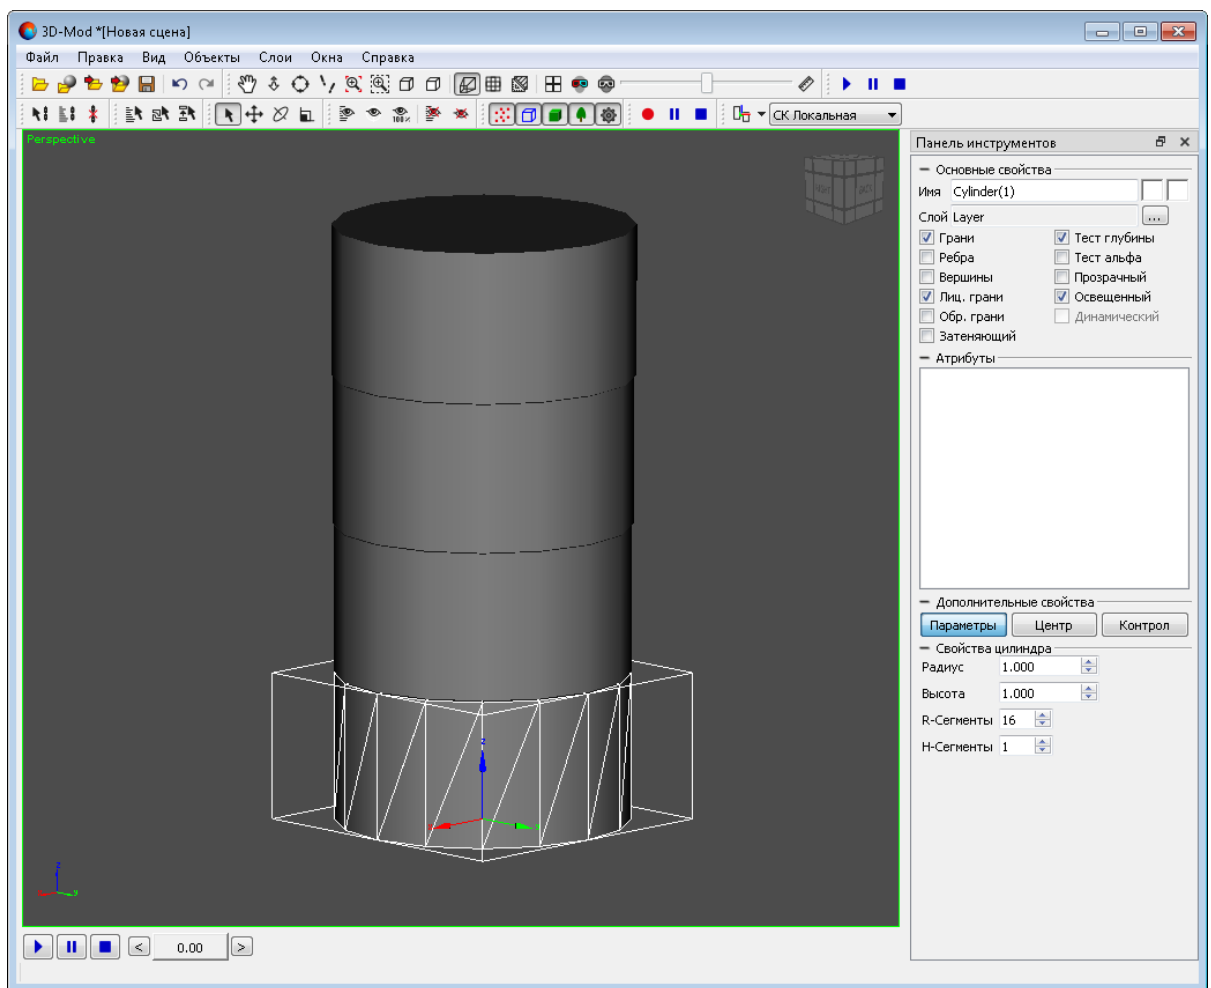 3D-Mod *[Новая сцена]
Файл Правка Вид Объекты Слои Окна Справка
100%
СК Локальная
Perspective
Панель инструментов
Основные свойства
Имя Cylinder(1)
Слой Layer ...
Грани Тест глубины
Ребра Тест альфа
Вершины Прозрачный
Лиц. грани Освещенный
Обр. грани Динамический
Затеняющий
Атрибуты
Дополнительные свойства
Параметры Центр Контрол
Свойства цилиндра
Радиус 1.000
Высота 1.000
R-Сегменты 16
H-Сегменты 1
z
z
y
< 0.00 >